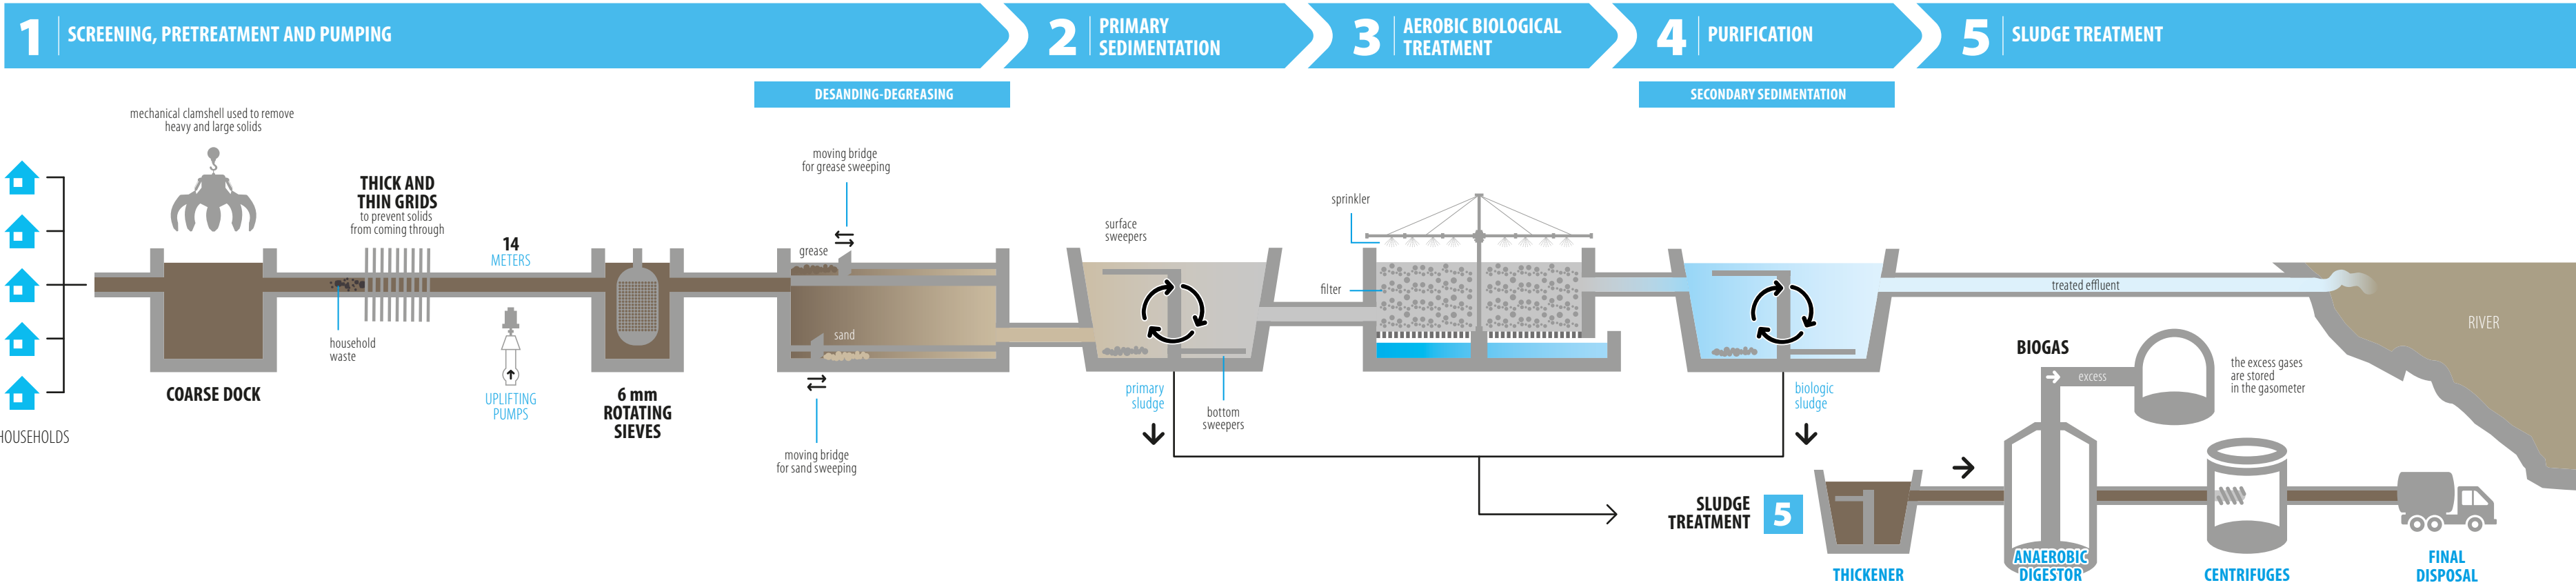 1 SCREENING, PRETREATMENT AND PUMPING
2 PRIMARY
SEDIMENTATION
3 AEROBIC BIOLOGICAL
TREATMENT
4 PURIFICATION
5 SLUDGE TREATMENT
DESANDING-DEGREASING
SECONDARY SEDIMENTATION
mechanical clamshell used to remove
heavy and large solids
HOUSEHOLDS
COARSE DOCK
THICK AND
THIN GRIDS
to prevent solids
from coming through
household
waste
14
METERS
UPLIFTING
PUMPS
6 mm
ROTATING
SIEVES
moving bridge
for grease sweeping
grease
sand
moving bridge
for sand sweeping
surface
sweepers
primary
sludge
bottom
sweepers
sprinkler
filter
biologic
sludge
treated effluent
RIVER
BIOGAS
excess
the excess gases
are stored
in the gasometer
SLUDGE
TREATMENT
5
THICKENER
ANAEROBIC
DIGESTOR
CENTRIFUGES
FINAL
DISPOSAL